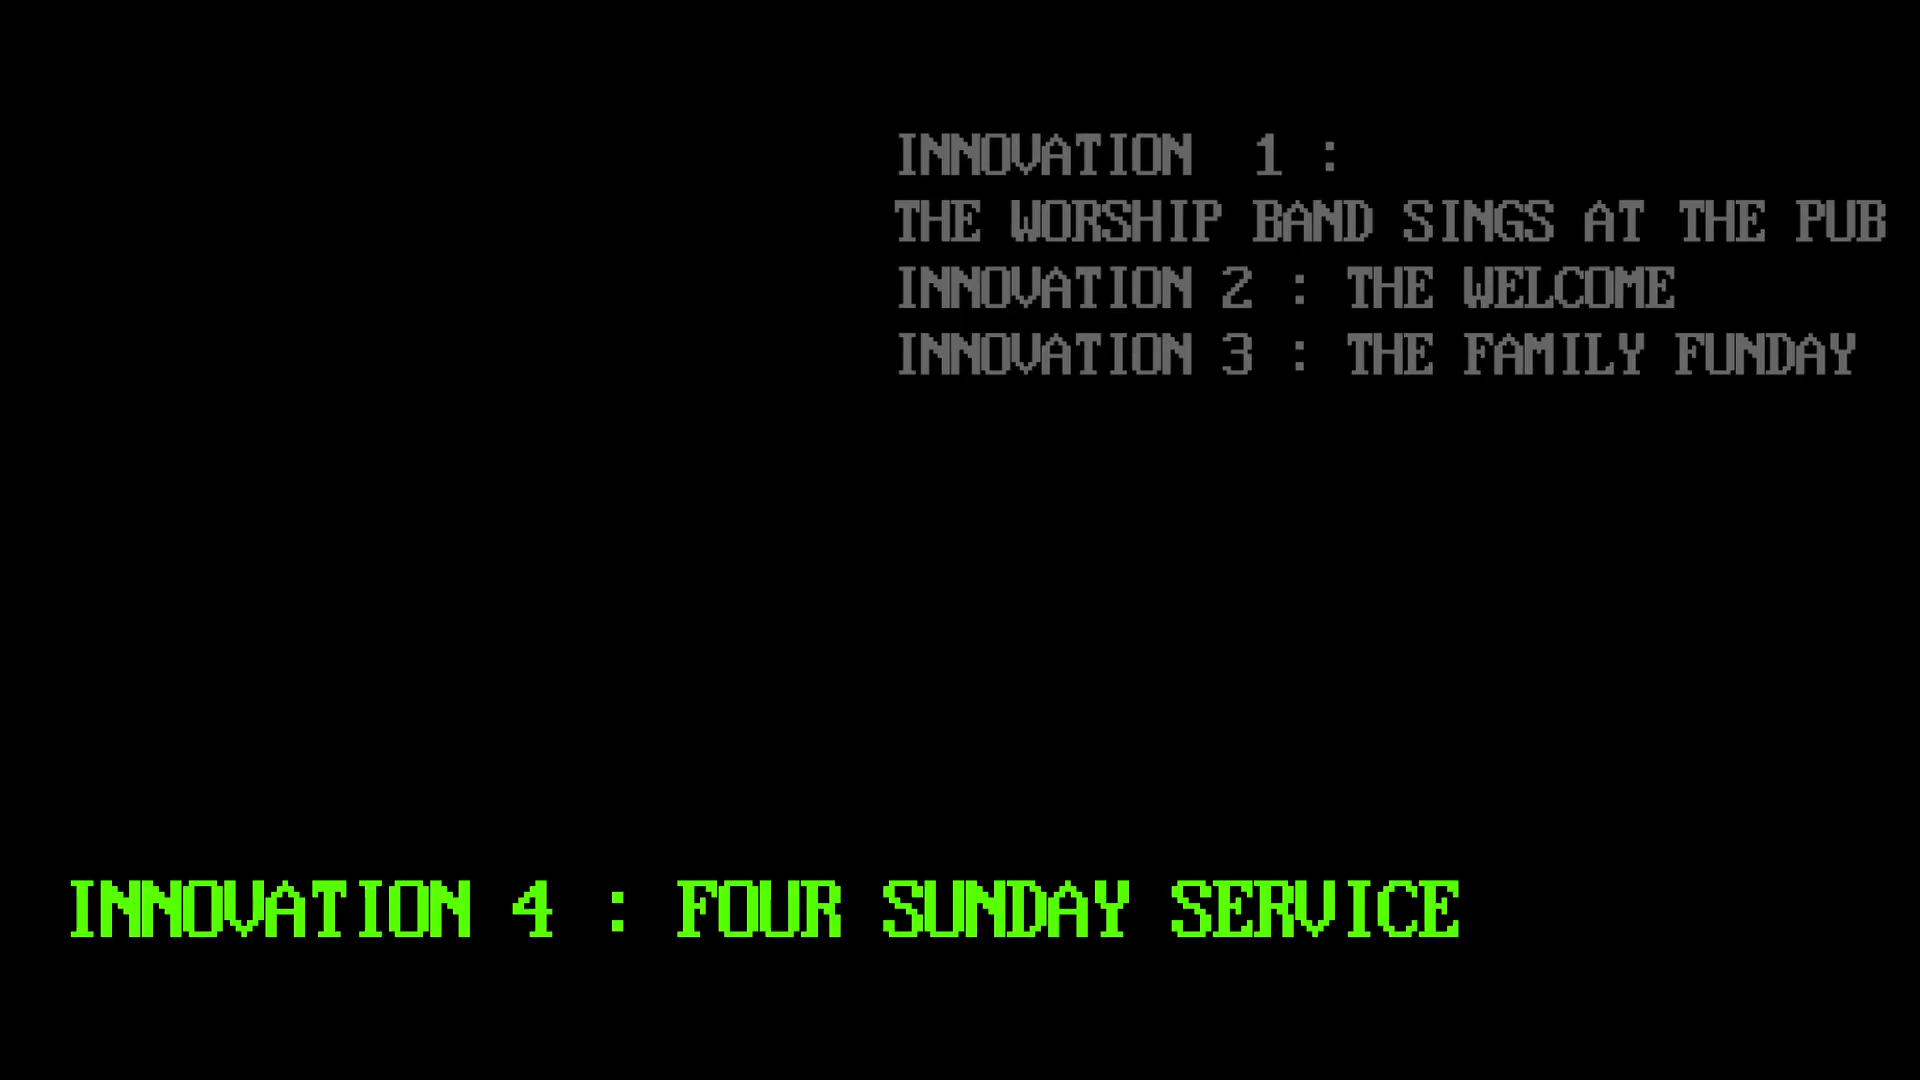 INNOVATION  1 :
THE WORSHIP BAND SINGS AT THE PUB
INNOVATION 2 : THE WELCOME
INNOVATION 3 : THE FAMILY FUNDAY
INNOVATION 4 : FOUR SUNDAY SERVICE